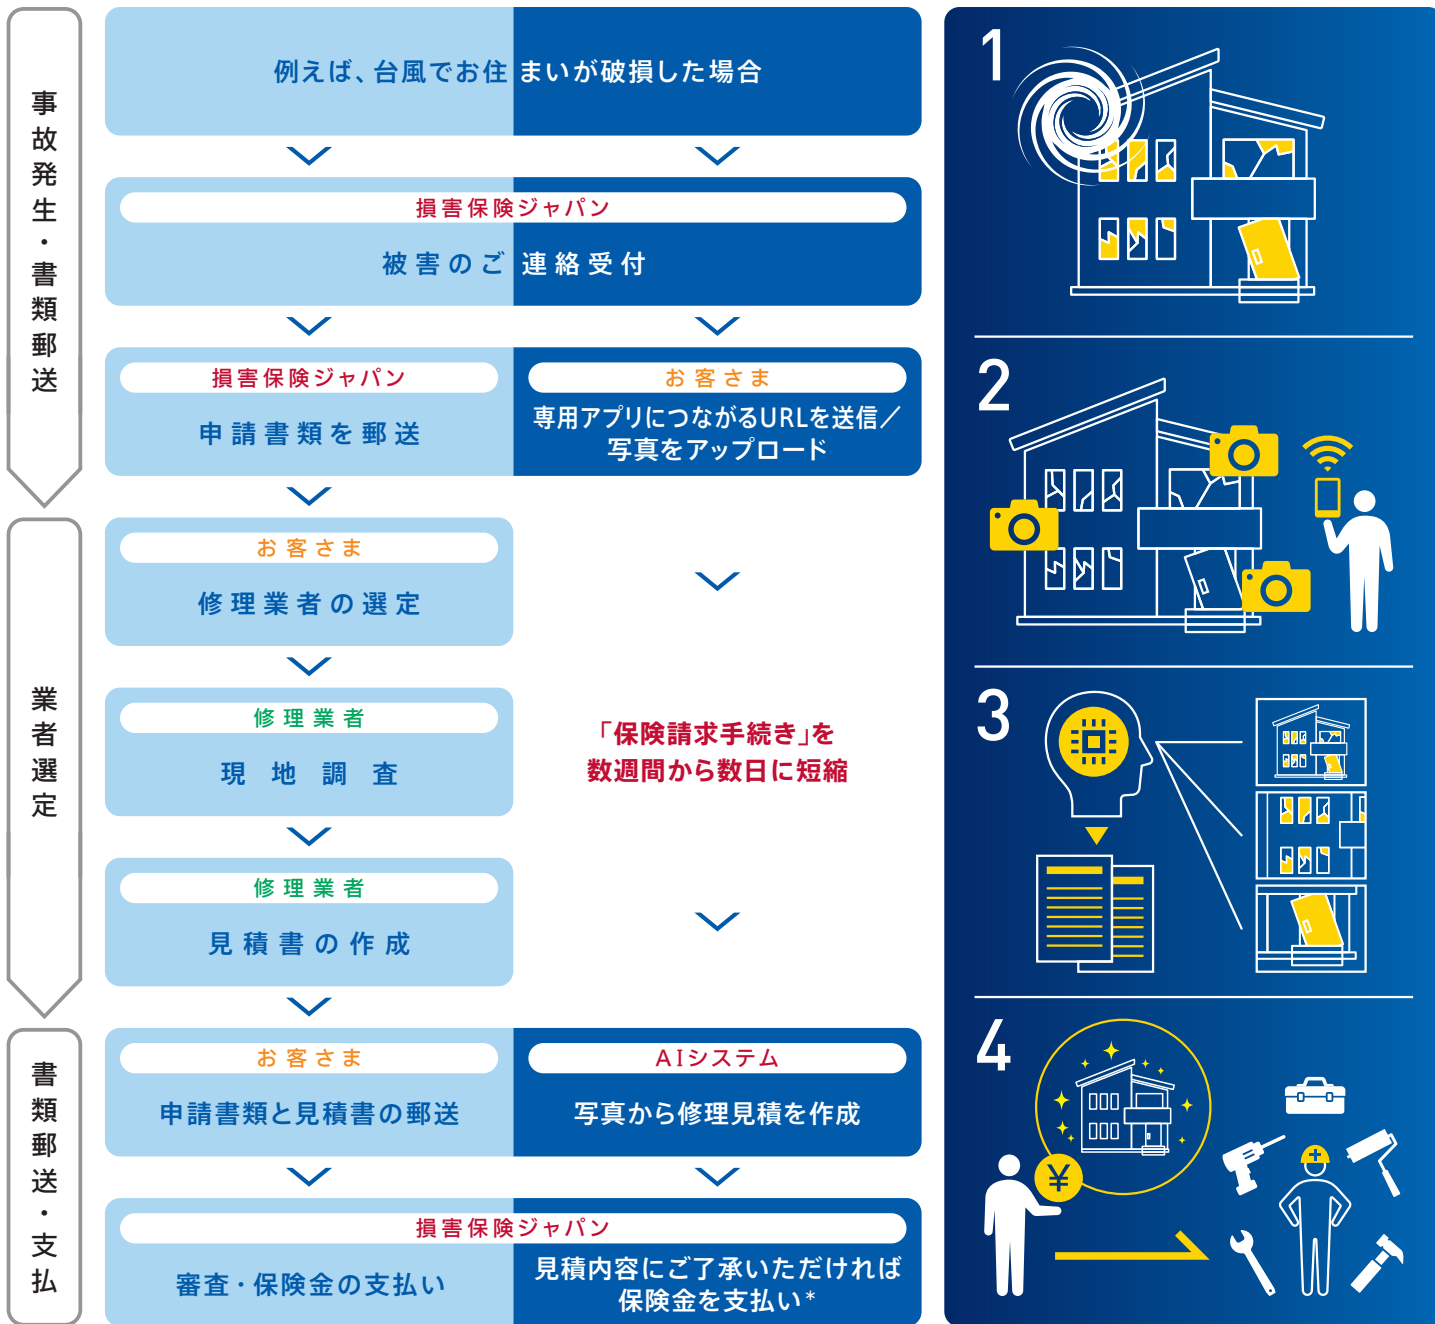 事故発生・書類郵送
例えば、台風でお住まいが破損した場合
損害保険ジャパン
被害のご連絡受付
損害保険ジャパン
申請書類を郵送
お客さま
専用アプリにつながるURLを送信／
写真をアップロード
業者選定
お客さま
修理業者の選定
修理業者
現地調査
修理業者
見積書の作成
「保険請求手続き」を
数週間から数日に短縮
書類郵送・支払
お客さま
申請書類と見積書の郵送
AIシステム
写真から修理見積を作成
損害保険ジャパン
審査・保険金の支払い
見積内容にご了承いただければ
保険金を支払い*
1
2
3
4
¥